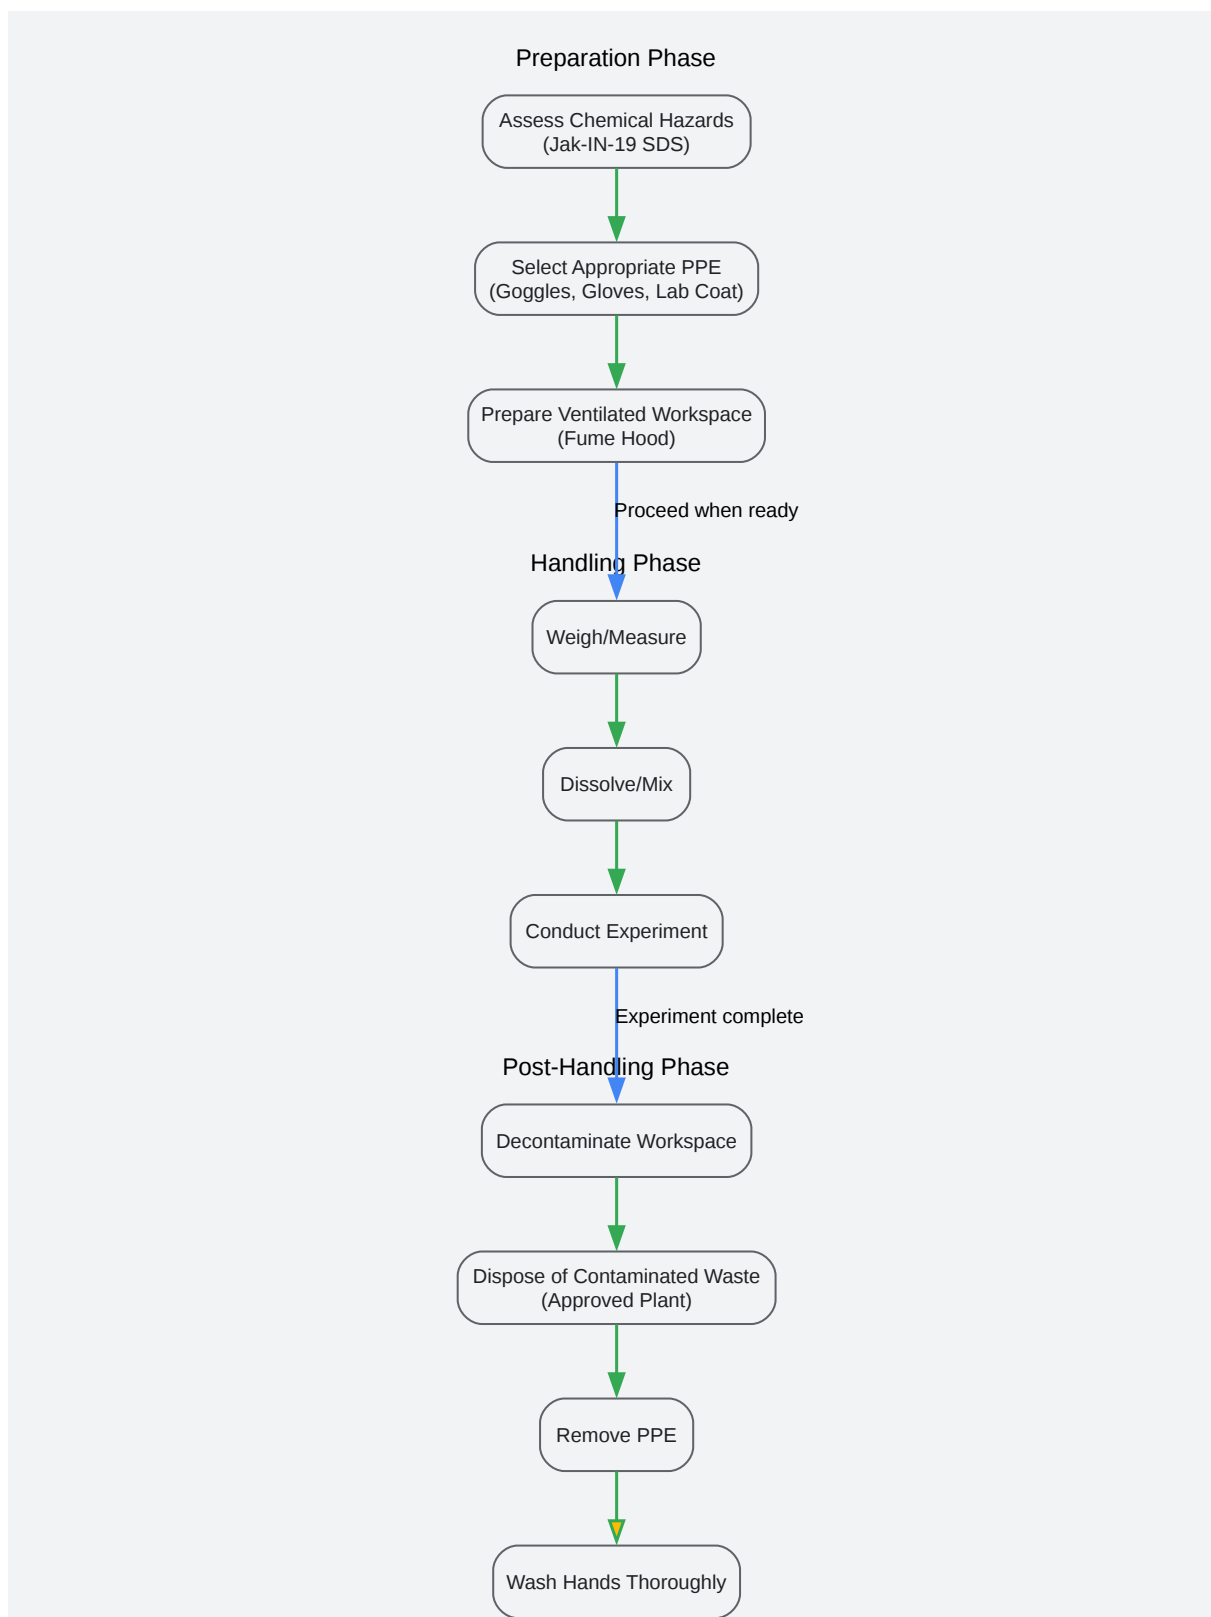 Preparation Phase
Assess Chemical Hazards
(Jak-IN-19 SDS)
Select Appropriate PPE
(Goggles, Gloves, Lab Coat)
Prepare Ventilated Workspace
(Fume Hood)
Proceed when ready
Handling Phase
Weigh/Measure
Dissolve/Mix
Conduct Experiment
Experiment complete
Post-Handling Phase
Decontaminate Workspace
Dispose of Contaminated Waste
(Approved Plant)
Remove PPE
Wash Hands Thoroughly